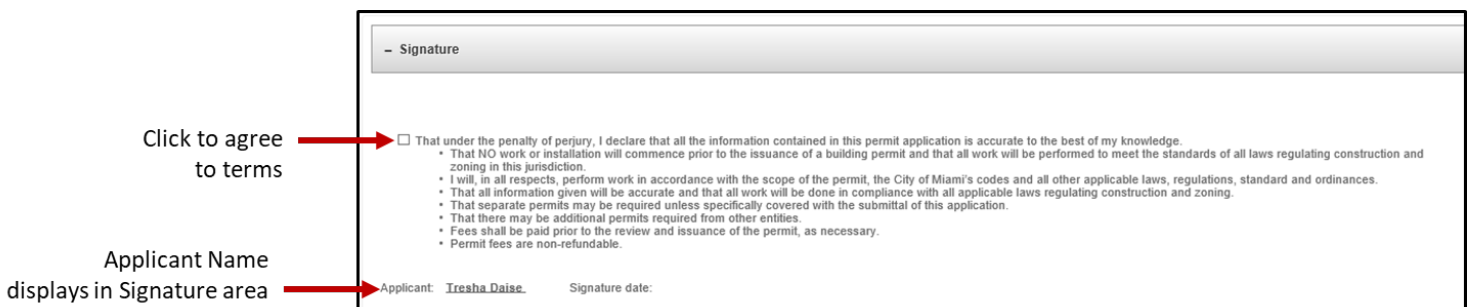 – Signature
Click to agree
to terms
That under the penalty of perjury, I declare that all the information contained in this permit application is accurate to the best of my knowledge.
• That NO work or installation will commence prior to the issuance of a building permit and that all work will be performed to meet the standards of all laws regulating construction and
zoning in this jurisdiction.
• I will, in all respects, perform work in accordance with the scope of the permit, the City of Miami's codes and all other applicable laws, regulations, standard and ordinances.
• That all information given will be accurate and that all work will be done in compliance with all applicable laws regulating construction and zoning.
• That separate permits may be required unless specifically covered with the submittal of this application.
• That there may be additional permits required from other entities.
• Fees shall be paid prior to the review and issuance of the permit, as necessary.
• Permit fees are non-refundable.
Applicant Name
displays in Signature area
Applicant: Tresha Daise Signature date: